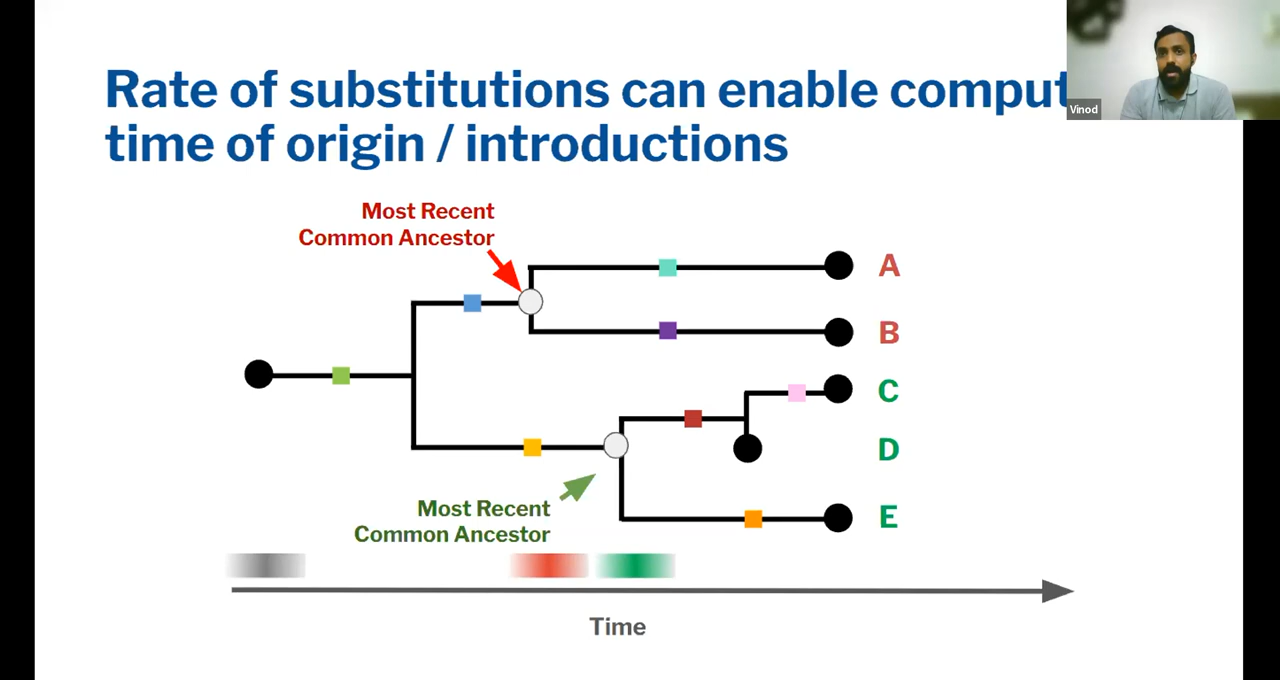 Rate of substitutions can enable comput
time of origin / introductions
Vinod
Most Recent
Common Ancestor
A
B
C
D
E
Most Recent
Common Ancestor
Time